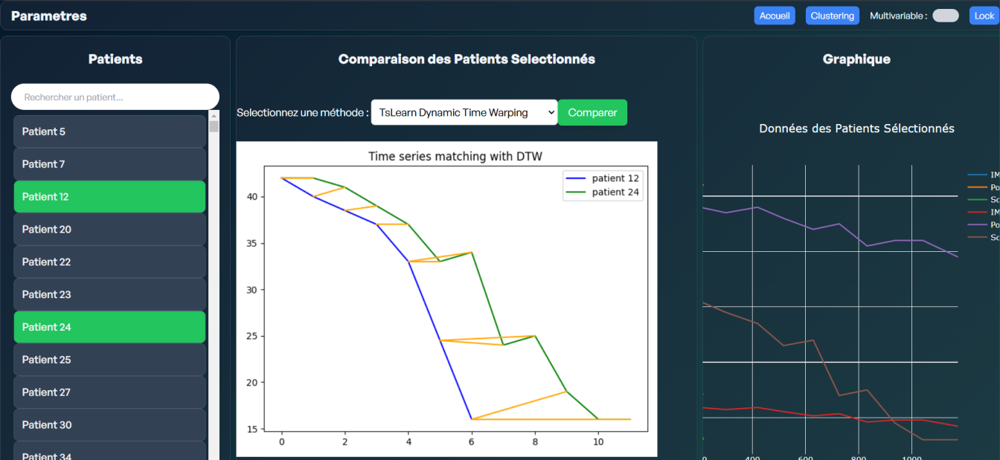 Parametres
Accueil
Clustering
Multivariable :
Lock
Patients
Rechercher un patient...
Patient 5
Patient 7
Patient 12
Patient 20
Patient 22
Patient 23
Patient 24
Patient 25
Patient 27
Patient 30
Patient 34
Comparaison des Patients Selectionnés
Selectionnez une méthode :
TsLearn Dynamic Time Warping
Comparer
Time series matching with DTW
patient 12
patient 24
40
35
30
25
20
15
0
2
4
6
8
10
Graphique
Données des Patients Sélectionnés
IM
Po
Sc
IM
Po
Sc
400
600
800
1000